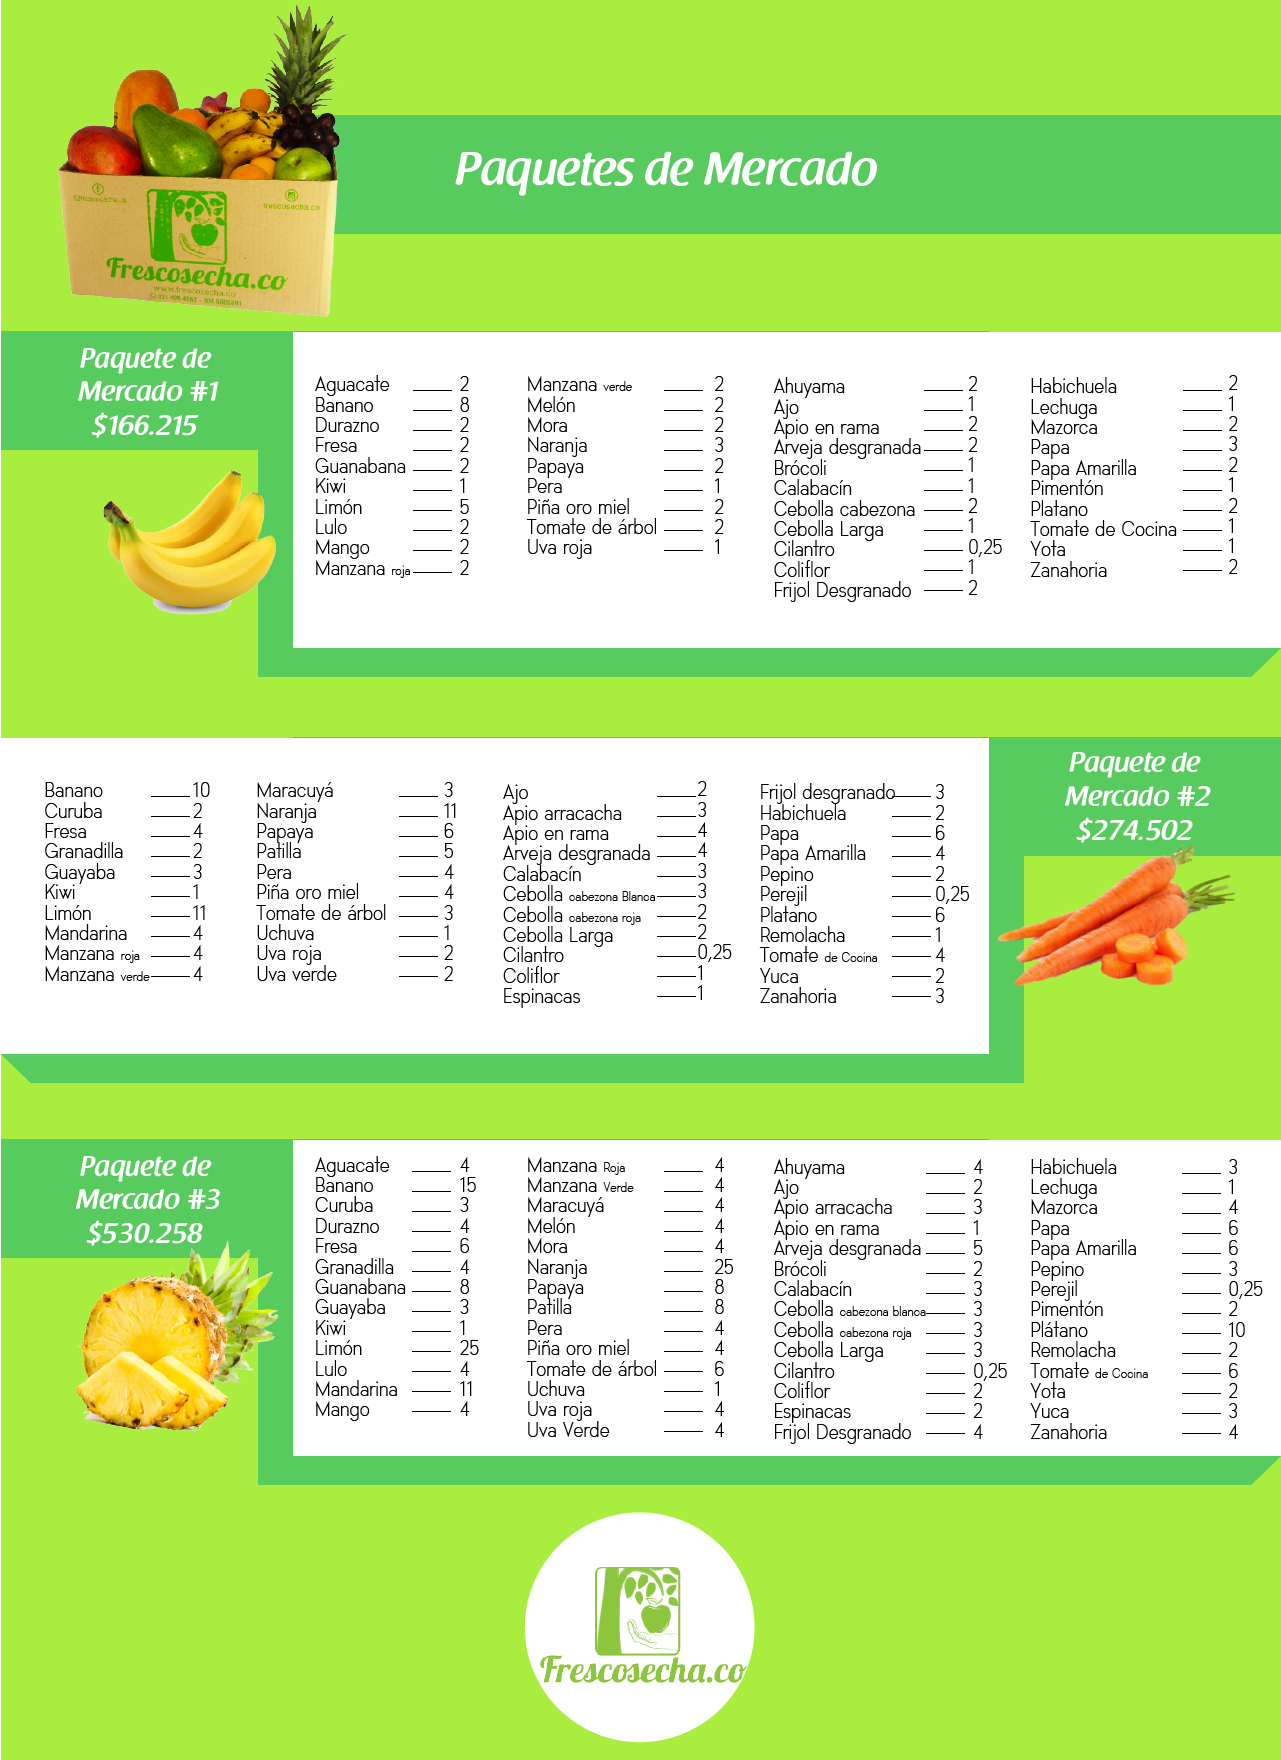 Paquetes de Mercado
frescosecha.co
Frescosecha.co
www.frescosecha.co
Paquete de
Mercado #1
$166.215
Aguacate 2
Banano 8
Durazno 2
Fresa 2
Guanabana 2
Kiwi 1
Limón 5
Lulo 2
Mango 2
Manzana roja 2
Manzana verde 2
Melón 2
Mora 2
Naranja 3
Papaya 2
Pera 1
Piña oro miel 2
Tomate de árbol 2
Uva roja 1
Ahuyama 2
Ajo 1
Apio en rama 2
Arveja desgranada 2
Brócoli 1
Calabacín 1
Cebolla cabezona 2
Cebolla Larga 1
Cilantro 0,25
Coliflor 1
Frijol Desgranado 2
Habichuela 2
Lechuga 1
Mazorca 2
Papa 3
Papa Amarilla 2
Pimentón 1
Platano 2
Tomate de Cocina 1
Yota 1
Zanahoria 2
Paquete de
Mercado #2
$274.502
Banano 10
Curuba 2
Fresa 4
Granadilla 2
Guayaba 3
Kiwi 1
Limón 11
Mandarina 4
Manzana roja 4
Manzana verde 4
Maracuyá 3
Naranja 11
Papaya 6
Patilla 5
Pera 4
Piña oro miel 4
Tomate de árbol 3
Uchuva 1
Uva roja 2
Uva verde 2
Ajo 2
Apio arracacha 3
Apio en rama 4
Arveja desgranada 4
Calabacín 3
Cebolla cabezona Blanca 3
Cebolla cabezona roja 2
Cebolla Larga 2
Cilantro 0,25
Coliflor 1
Espinacas 1
Frijol desgranado 3
Habichuela 2
Papa 6
Papa Amarilla 4
Pepino 2
Perejil 0,25
Platano 6
Remolacha 1
Tomate de Cocina 4
Yuca 2
Zanahoria 3
Paquete de
Mercado #3
$530.258
Aguacate 4
Banano 15
Curuba 3
Durazno 4
Fresa 6
Granadilla 4
Guanabana 8
Guayaba 3
Kiwi 1
Limón 25
Lulo 4
Mandarina 11
Mango 4
Manzana Roja 4
Manzana Verde 4
Maracuyá 4
Melón 4
Mora 4
Naranja 25
Papaya 8
Patilla 8
Pera 4
Piña oro miel 4
Tomate de árbol 6
Uchuva 1
Uva roja 4
Uva Verde 4
Ahuyama 4
Ajo 2
Apio arracacha 3
Apio en rama 1
Arveja desgranada 5
Brócoli 2
Calabacín 3
Cebolla cabezona blanca 3
Cebolla cabezona roja 3
Cebolla Larga 3
Cilantro 0,25
Coliflor 2
Espinacas 2
Frijol Desgranado 4
Habichuela 3
Lechuga 1
Mazorca 4
Papa 6
Papa Amarilla 6
Pepino 3
Perejil 0,25
Pimentón 2
Plátano 10
Remolacha 2
Tomate de Cocina 6
Yota 2
Yuca 3
Zanahoria 4
Frescosecha.co